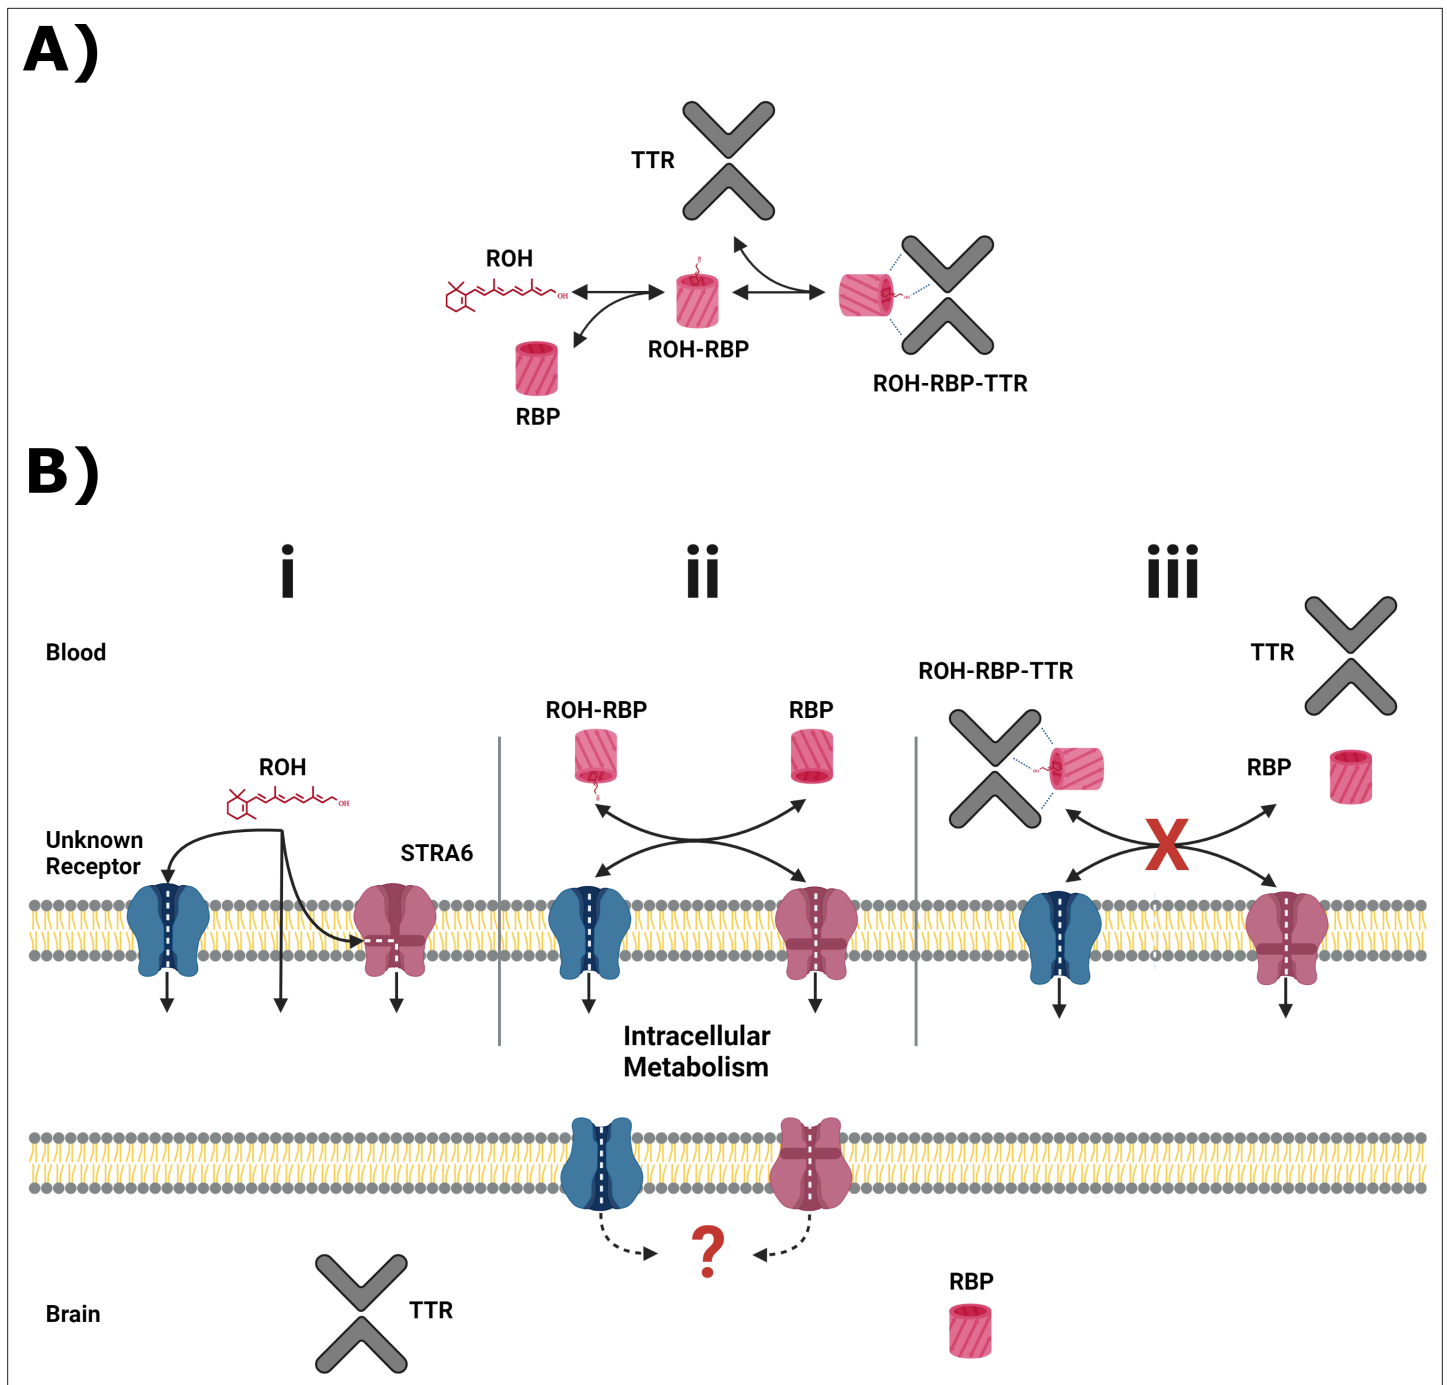 A)
TTR
ROH
OH
ROH-RBP
RBP
ROH-RBP-TTR
B)
i
ii
iii
Blood
TTR
ROH-RBP-TTR
ROH-RBP
RBP
RBP
ROH
OH
Unknown
Receptor
STRA6
X
Intracellular
Metabolism
?
RBP
Brain
TTR